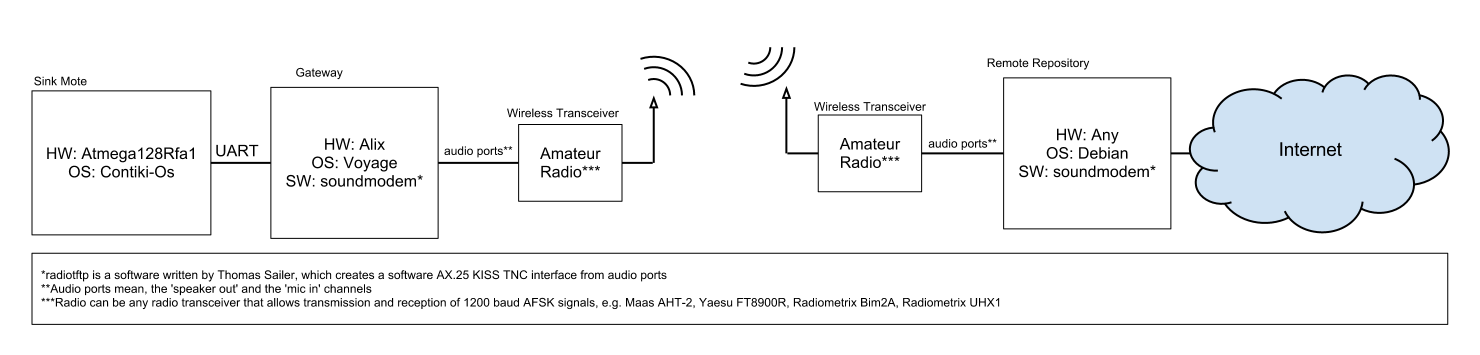 Sink Mote
HW: Atmega128Rfa1
OS: Contiki-Os
UART
Gateway
HW: Alix
OS: Voyage
SW: soundmodem*
audio ports**
Wireless Transceiver
Amateur
Radio***
Wireless Transceiver
Amateur
Radio***
audio ports**
Remote Repository
HW: Any
OS: Debian
SW: soundmodem*
Internet
*radiotftp is a software written by Thomas Sailer, which creates a software AX.25 KISS TNC interface from audio ports
**Audio ports mean, the 'speaker out' and the 'mic in' channels
***Radio can be any radio transceiver that allows transmission and reception of 1200 baud AFSK signals, e.g. Maas AHT-2, Yaesu FT8900R, Radiometrix Bim2A, Radiometrix UHX1